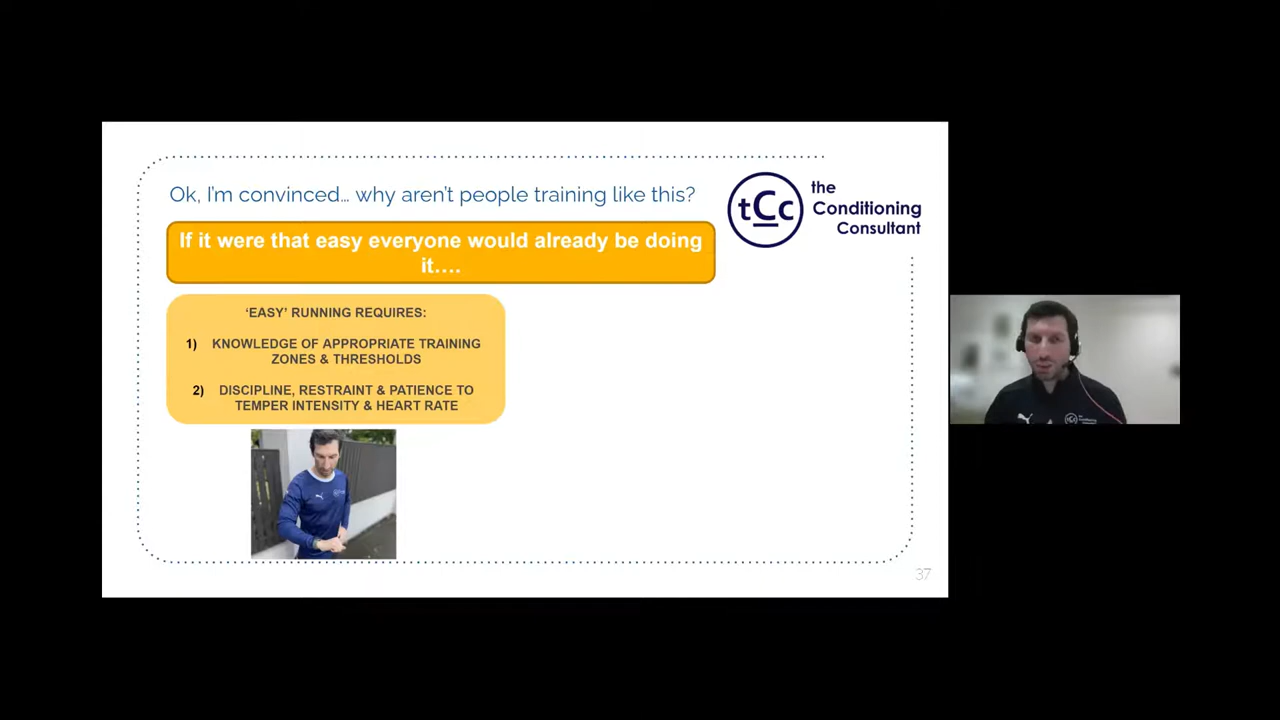 Ok, I'm convinced... why aren't people training like this?
tCc
the
Conditioning
Consultant
If it were that easy everyone would already be doing
it....
'EASY' RUNNING REQUIRES:
1) KNOWLEDGE OF APPROPRIATE TRAINING
ZONES & THRESHOLDS
2) DISCIPLINE, RESTRAINT & PATIENCE TO
TEMPER INTENSITY & HEART RATE
37